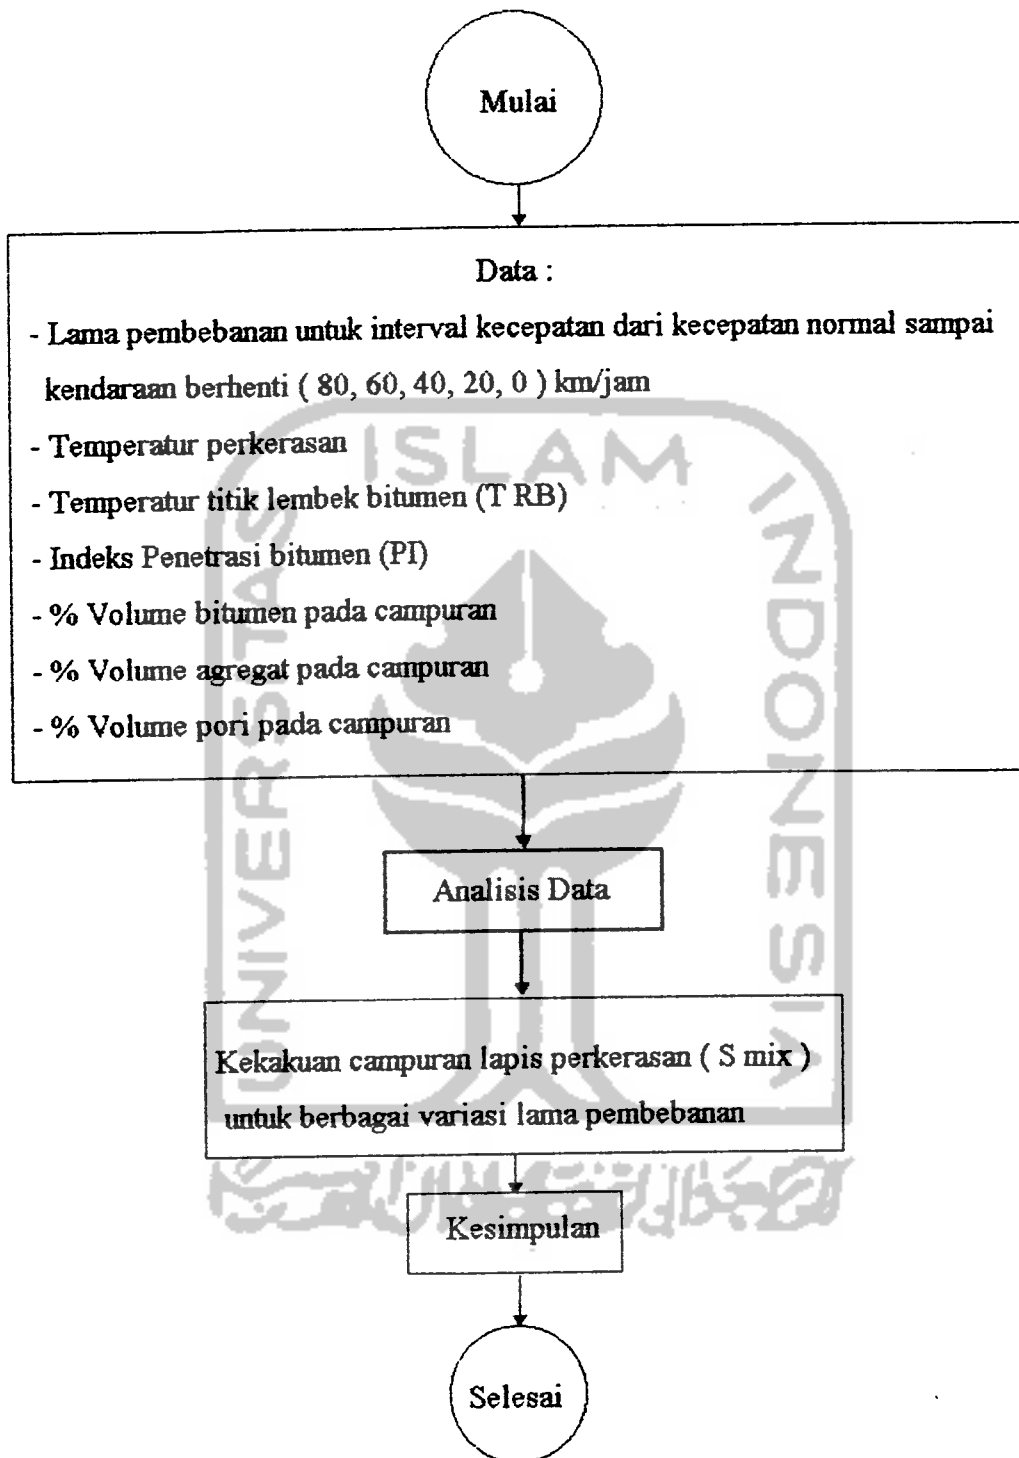 Mulai
Data :
- Lama pembebanan untuk interval kecepatan dari kecepatan normal sampai
kendaraan berhenti ( 80, 60, 40, 20, 0 ) km/jam
- Temperatur perkerasan
- Temperatur titik lembek bitumen (T RB)
- Indeks Penetrasi bitumen (PI)
- % Volume bitumen pada campuran
- % Volume agregat pada campuran
- % Volume pori pada campuran
Analisis Data
Kekakuan campuran lapis perkerasan ( S mix )
untuk berbagai variasi lama pembebanan
Kesimpulan
Selesai
UNIVERSITAS
ISLAM
INDONESIA